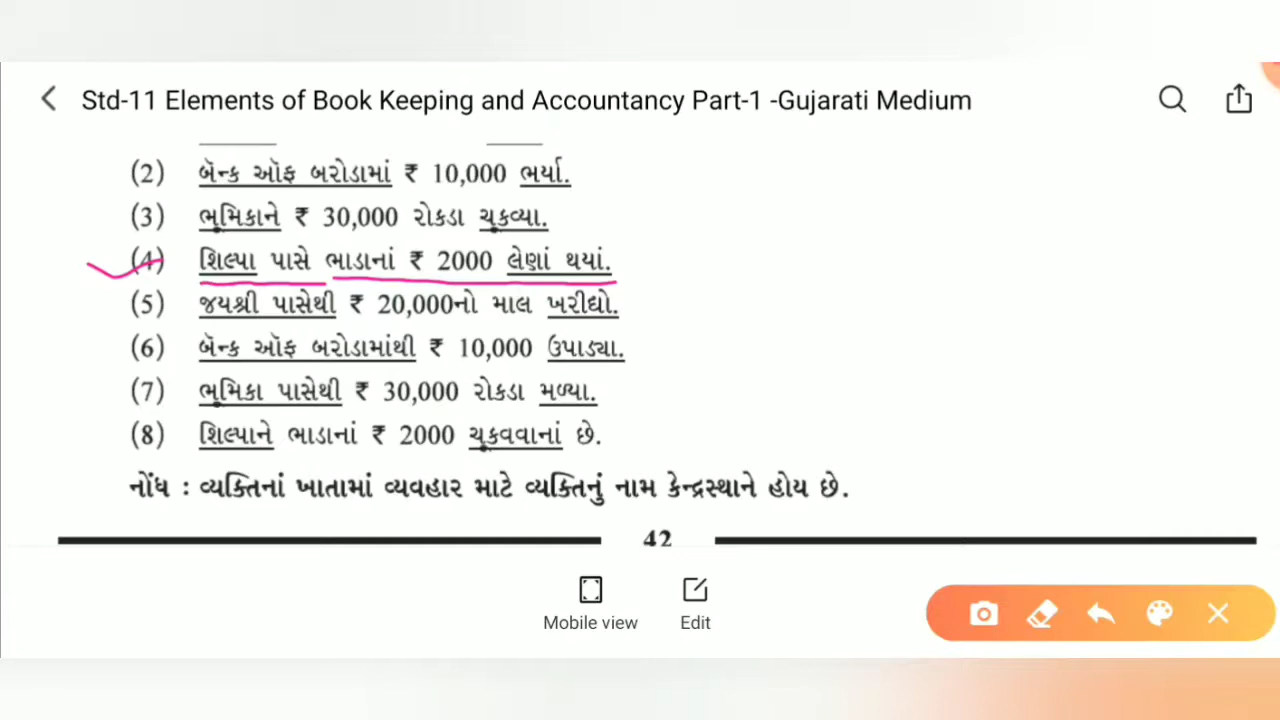 Std-11 Elements of Book Keeping and Accountancy Part-1 -Gujarati Medium
(2) બૅન્ક ઑફ બરોડામાં ₹ 10,000 ભર્યા.
(3) ભૂમિકાને ₹ 30,000 રોકડા ચૂકવ્યા.
(4) શિલ્પા પાસે ભાડાનાં ₹ 2000 લેણાં થયાં.
(5) જયશ્રી પાસેથી ₹ 20,000નો માલ ખરીદ્યો.
(6) બૅન્ક ઑફ બરોડામાંથી ₹ 10,000 ઉપાડ્યા.
(7) ભૂમિકા પાસેથી ₹ 30,000 રોકડા મળ્યા.
(8) શિલ્પાને ભાડાનાં ₹ 2000 ચૂકવવાનાં છે.
નોંધ : વ્યક્તિનાં ખાતામાં વ્યવહાર માટે વ્યક્તિનું નામ કેન્દ્રસ્થાને હોય છે.
42
Mobile view Edit